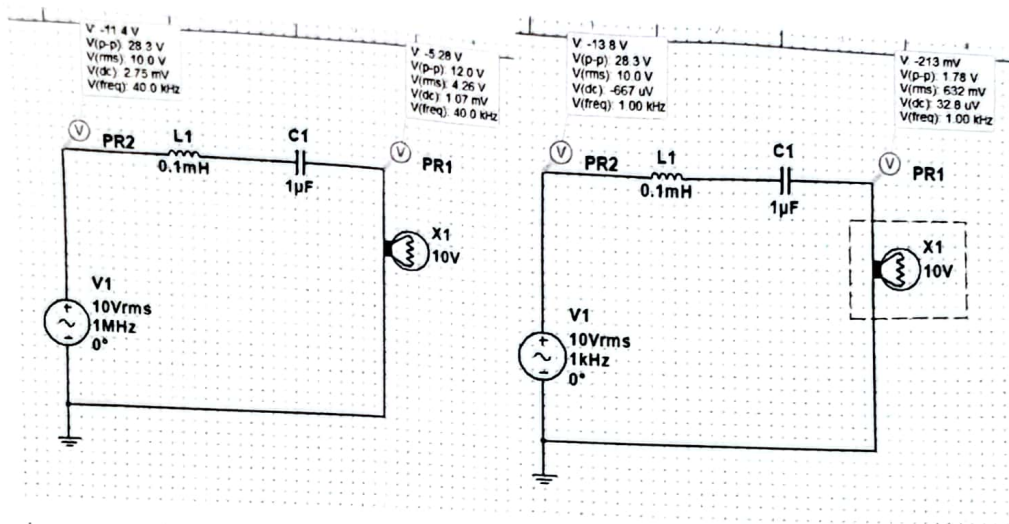 V: -11.4 V
V(p-p): 28.3 V
V(rms): 10.0 V
V(dc): 2.75 mV
V(freq): 40.0 kHz
V: -5.28 V
V(p-p): 12.0 V
V(rms): 4.26 V
V(dc): 1.07 mV
V(freq): 40.0 kHz
V
PR2
L1
0.1mH
C1
1µF
V
PR1
X1
10V
V1
10Vrms
1MHz
0°
V: -13.8 V
V(p-p): 28.3 V
V(rms): 10.0 V
V(dc): -667 uV
V(freq): 1.00 kHz
V: -213 mV
V(p-p): 1.78 V
V(rms): 632 mV
V(dc): 32.8 uV
V(freq): 1.00 kHz
V
PR2
L1
0.1mH
C1
1µF
V
PR1
X1
10V
V1
10Vrms
1kHz
0°